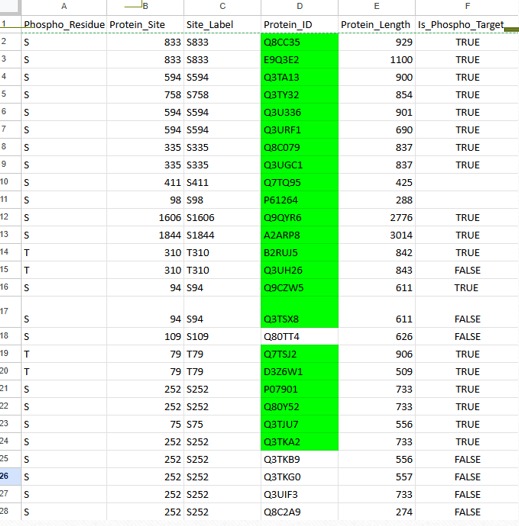 A B C D E F
1 Phospho_Residue Protein_Site Site_Label Protein_ID Protein_Length Is_Phospho_Target
2 S 833 S833 Q8CC35 929 TRUE
3 S 833 S833 E9Q3E2 1100 TRUE
4 S 594 S594 Q3TA13 900 TRUE
5 S 758 S758 Q3TY32 854 TRUE
6 S 594 S594 Q3U336 901 TRUE
7 S 594 S594 Q3URF1 690 TRUE
8 S 335 S335 Q8C079 837 TRUE
9 S 335 S335 Q3UGC1 837 TRUE
10 S 411 S411 Q7TQ95 425
11 S 98 S98 P61264 288
12 S 1606 S1606 Q9QYR6 2776 TRUE
13 S 1844 S1844 A2ARP8 3014 TRUE
14 T 310 T310 B2RUJ5 842 TRUE
15 T 310 T310 Q3UH26 843 FALSE
16 S 94 S94 Q9CZW5 611 TRUE
17 S 94 S94 Q3TSX8 611 FALSE
18 S 109 S109 Q80TT4 626 FALSE
19 T 79 T79 Q7TSJ2 906 TRUE
20 T 79 T79 D3Z6W1 509 TRUE
21 S 252 S252 P07901 733 TRUE
22 S 252 S252 Q80Y52 733 TRUE
23 S 75 S75 Q3TJU7 556 TRUE
24 S 252 S252 Q3TKA2 733 TRUE
25 S 252 S252 Q3TKB9 556 FALSE
26 S 252 S252 Q3TKG0 557 FALSE
27 S 252 S252 Q3UIF3 733 FALSE
28 S 252 S252 Q8C2A9 274 FALSE